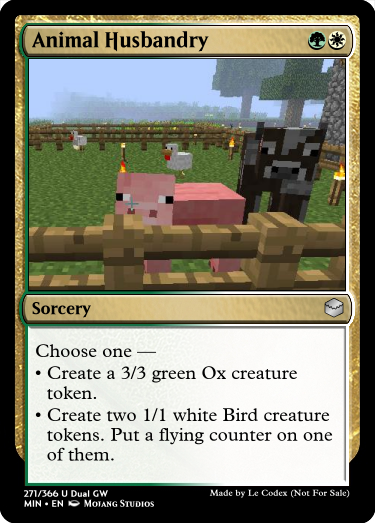 Animal Husbandry
Sorcery
Choose one —
• Create a 3/3 green Ox creature
token.
• Create two 1/1 white Bird creature
tokens. Put a flying counter on one
of them.
271/366 U Dual GW
Made by Le Codex (Not For Sale)
MIN • EN Mojang Studios